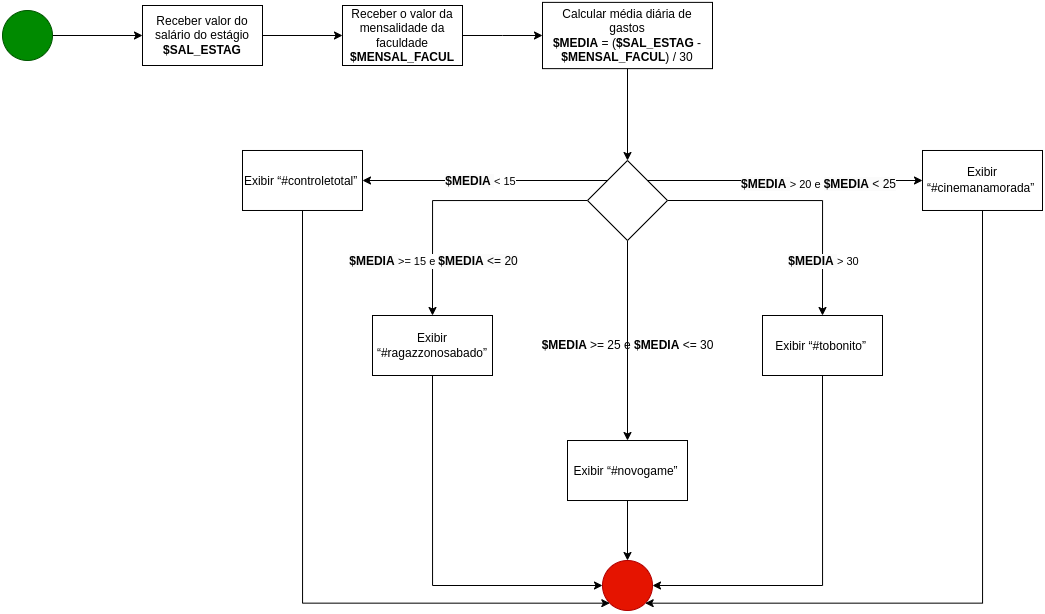 Receber valor do
salário do estágio
$SAL_ESTAG
Receber o valor da
mensalidade da
faculdade
$MENSAL_FACUL
Calcular média diária de
gastos
$MEDIA = ($SAL_ESTAG -
$MENSAL_FACUL) / 30
Exibir “#controletotal”
$MEDIA < 15
$MEDIA > 20 e $MEDIA < 25
Exibir
“#cinemanamorada”
$MEDIA >= 15 e $MEDIA <= 20
$MEDIA > 30
Exibir
“#ragazzonosabado”
$MEDIA >= 25 e $MEDIA <= 30
Exibir “#tobonito”
Exibir “#novogame”